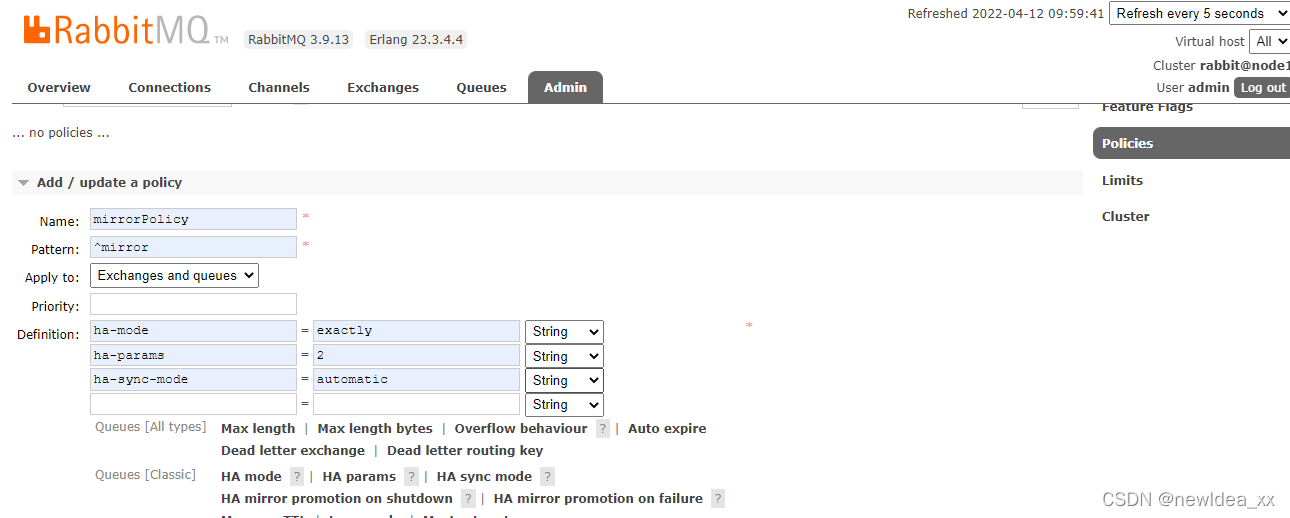 RabbitMQ TM RabbitMQ 3.9.13 Erlang 23.3.4.4
Refreshed 2022-04-12 09:59:41 Refresh every 5 seconds
Virtual host All
Cluster rabbit@node1
User admin Log out
Overview Connections Channels Exchanges Queues Admin
Feature Flags
Policies
Limits
Cluster
... no policies ...
Add / update a policy
Name: mirrorPolicy *
Pattern: ^mirror *
Apply to: Exchanges and queues
Priority:
Definition: ha-mode = exactly String *
ha-params = 2 String
ha-sync-mode = automatic String
= String
Queues [All types] Max length | Max length bytes | Overflow behaviour ? | Auto expire
Dead letter exchange | Dead letter routing key
Queues [Classic] HA mode ? | HA params ? | HA sync mode ?
HA mirror promotion on shutdown ? | HA mirror promotion on failure ?
CSDN @newIdea_xx